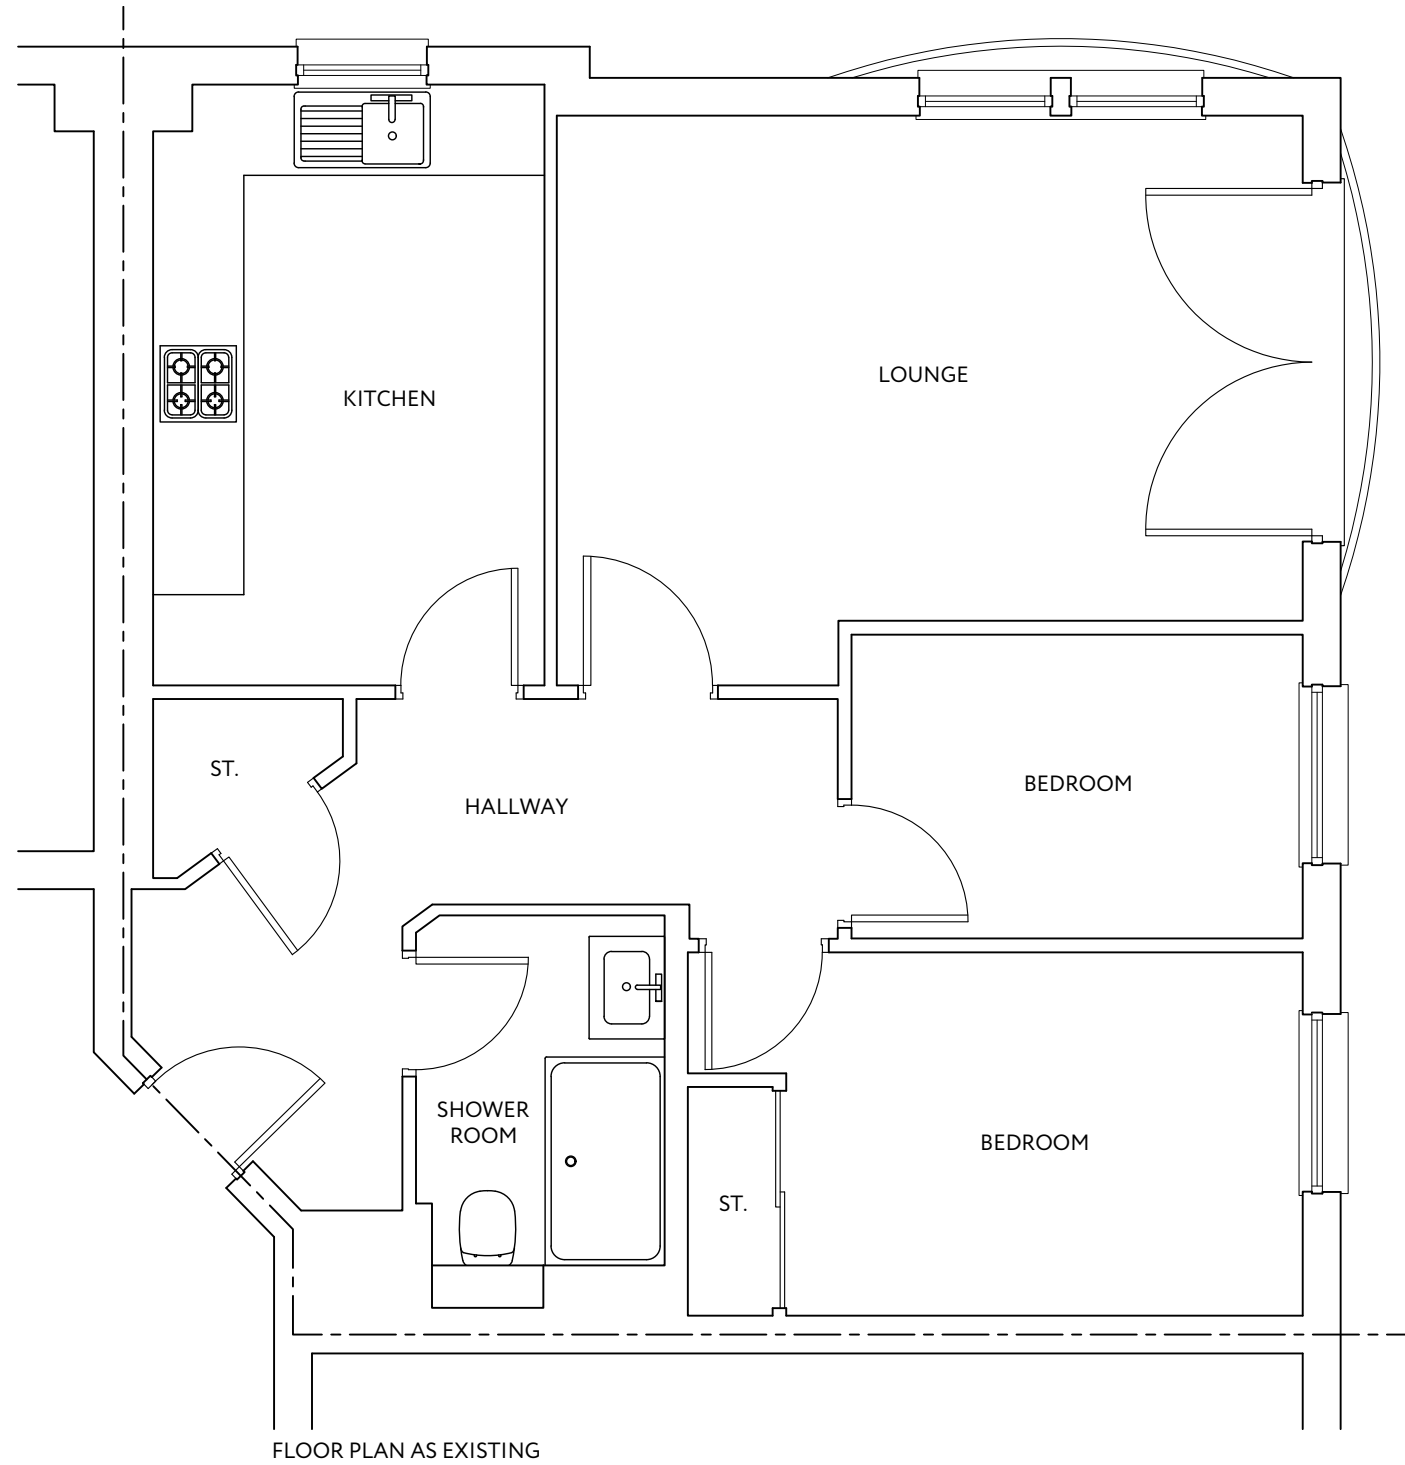 LOUNGE
KITCHEN
ST.
HALLWAY
BEDROOM
SHOWER
ROOM
BEDROOM
ST.
FLOOR PLAN AS EXISTING